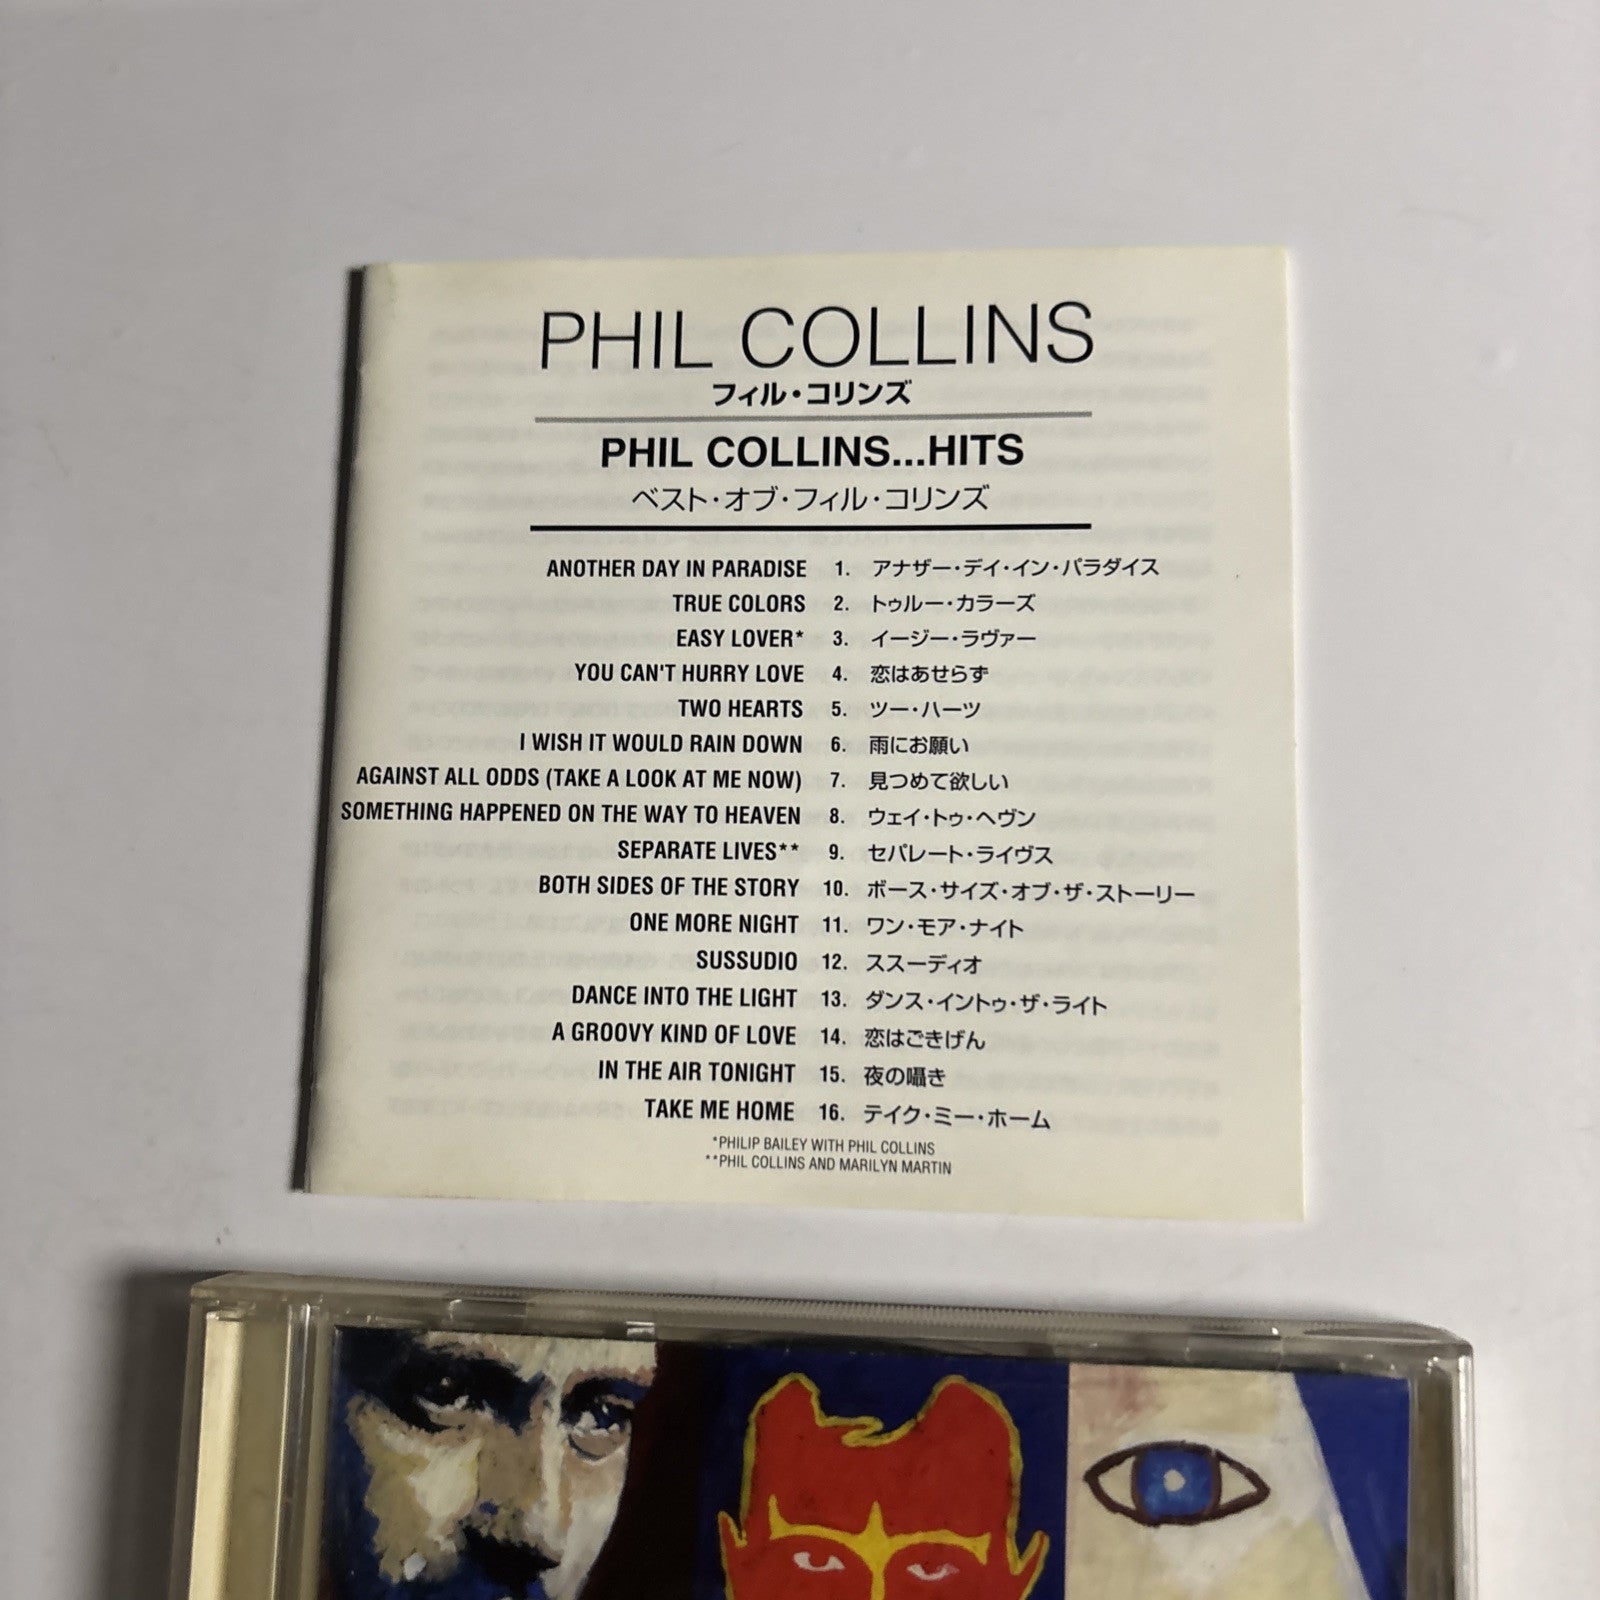 PHIL COLLINS
フィル・コリンズ
PHIL COLLINS...HITS
ベスト・オブ・フィル・コリンズ
ANOTHER DAY IN PARADISE 1. アナザー・デイ・イン・パラダイス
TRUE COLORS 2. トゥルー・カラーズ
EASY LOVER* 3. イージー・ラヴァー
YOU CAN'T HURRY LOVE 4. 恋はあせらず
TWO HEARTS 5. ツー・ハーツ
I WISH IT WOULD RAIN DOWN 6. 雨にお願い
AGAINST ALL ODDS (TAKE A LOOK AT ME NOW) 7. 見つめて欲しい
SOMETHING HAPPENED ON THE WAY TO HEAVEN 8. ウェイ・トゥ・ヘヴン
SEPARATE LIVES** 9. セパレート・ライヴス
BOTH SIDES OF THE STORY 10. ボース・サイズ・オブ・ザ・ストーリー
ONE MORE NIGHT 11. ワン・モア・ナイト
SUSSUDIO 12. ススーディオ
DANCE INTO THE LIGHT 13. ダンス・イントゥ・ザ・ライト
A GROOVY KIND OF LOVE 14. 恋はごきげん
IN THE AIR TONIGHT 15. 夜の囁き
TAKE ME HOME 16. テイク・ミー・ホーム
*PHILIP BAILEY WITH PHIL COLLINS
**PHIL COLLINS AND MARILYN MARTIN